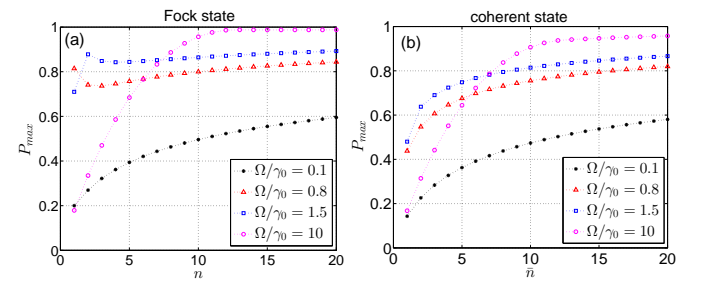 Fock state
(a)
P_max
1
0.8
0.6
0.4
0.2
0
0 5 10 15 20
n
Ω/γ₀ = 0.1
Ω/γ₀ = 0.8
Ω/γ₀ = 1.5
Ω/γ₀ = 10
coherent state
(b)
P_max
1
0.8
0.6
0.4
0.2
0
0 5 10 15 20
n̄
Ω/γ₀ = 0.1
Ω/γ₀ = 0.8
Ω/γ₀ = 1.5
Ω/γ₀ = 10